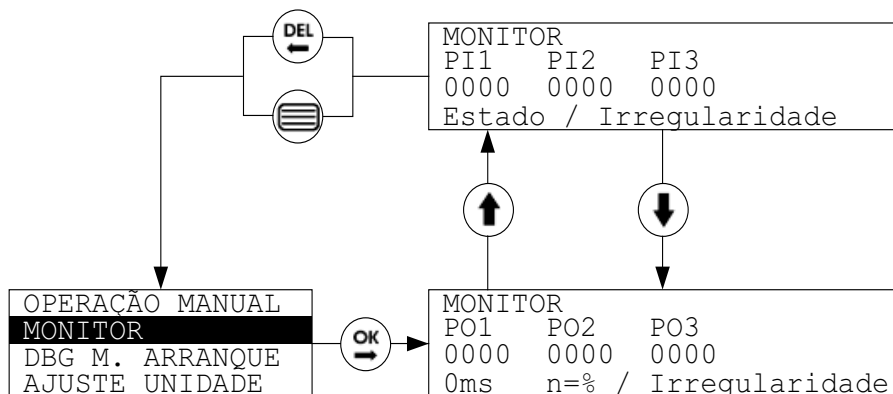 DEL
MONITOR
PI1 PI2 PI3
0000 0000 0000
Estado / Irregularidade
OPERAÇÃO MANUAL
MONITOR
DBG M. ARRANQUE
AJUSTE UNIDADE
OK
MONITOR
PO1 PO2 PO3
0000 0000 0000
0ms n=% / Irregularidade